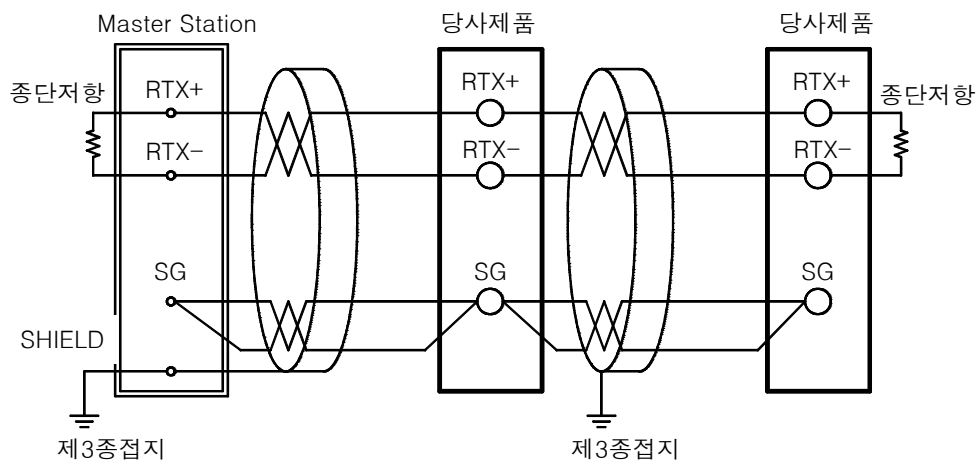 Master Station
당사제품
당사제품
종단저항
RTX+
RTX+
RTX+
종단저항
RTX-
RTX-
RTX-
SG
SG
SG
SHIELD
제3종접지
제3종접지